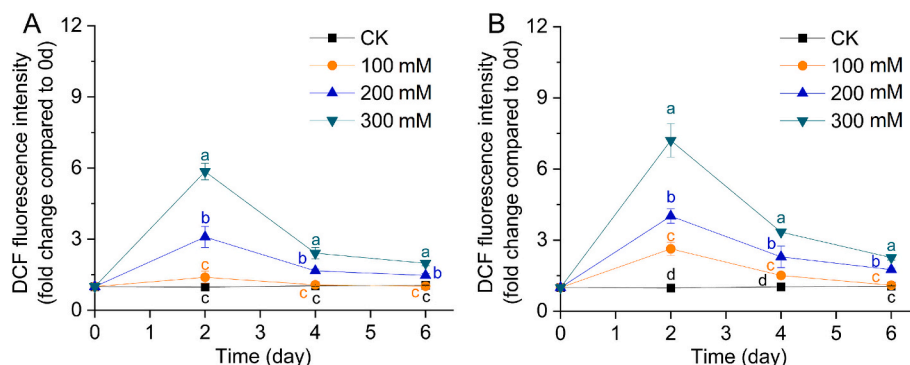 A
DCF fluorescence intensity
(fold change compared to 0d)
12
9
6
3
0
CK
100 mM
200 mM
300 mM
a
b
c
c
a
b
c
c
a
b
c
c
0 1 2 3 4 5 6
Time (day)
B
DCF fluorescence intensity
(fold change compared to 0d)
12
9
6
3
0
CK
100 mM
200 mM
300 mM
a
b
c
d
a
b
c
d
a
b
c
c
0 1 2 3 4 5 6
Time (day)